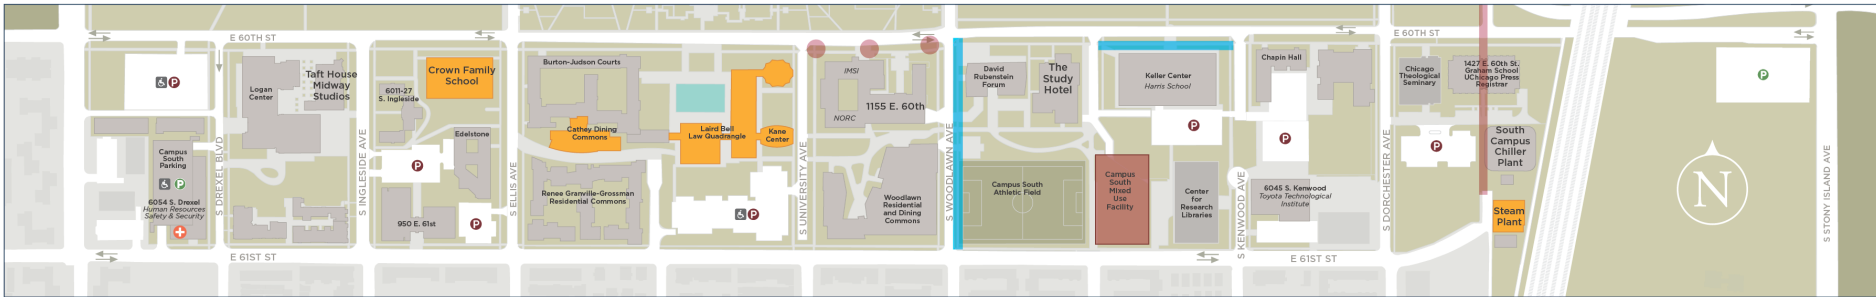 E 60TH ST
E 60TH ST
Taft House
Midway
Studios
Logan
Center
6011-27
S. Ingleside
Crown Family
School
Edelstone
Burton-Judson Courts
Cathey Dining
Commons
Laird Bell
Law Quadrangle
Kane
Center
IMSI
1155 E. 60th
NORC
David
Rubenstein
Forum
The
Study
Hotel
Keller Center
Harris School
Chapin Hall
Chicago
Theological
Seminary
1427 E. 60th St.
Graham School
UChicago Press
Registrar
South
Campus
Chiller
Plant
P
P
P
P
P
P
P
P
P
Campus
South
Parking
6054 S. Drexel
Human Resources
Safety & Security
S DREXEL BLVD
S INGLESIDE AVE
950 E. 61st
S ELLIS AVE
Renee Granville-Grossman
Residential Commons
S UNIVERSITY AVE
Woodlawn
Residential
and Dining
Commons
S WOODLAWN AVE
Campus South
Athletic Field
Campus
South
Mixed
Use
Facility
Center
for
Research
Libraries
S KENWOOD AVE
6045 S. Kenwood
Toyota Technological
Institute
S DORCHESTER AVE
Steam
Plant
N
S STONY ISLAND AVE
E 61ST ST
E 61ST ST